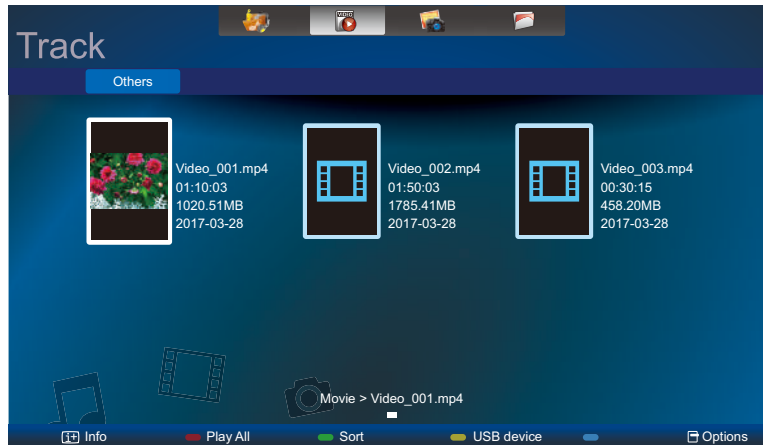 VIDEO
Track
Others
Video_001.mp4
01:10:03
1020.51MB
2017-03-28
Video_002.mp4
01:50:03
1785.41MB
2017-03-28
Video_003.mp4
00:30:15
458.20MB
2017-03-28
Movie > Video_001.mp4
i+ Info
Play All
Sort
USB device
Options